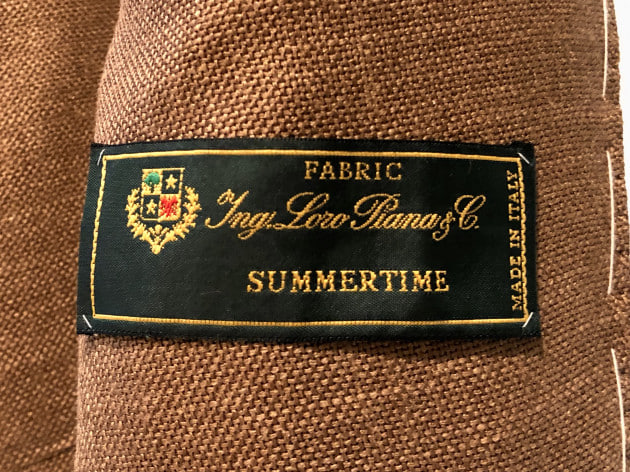 FABRIC
Ing. Loro Piana & C.
SUMMERTIME
MADE IN ITALY